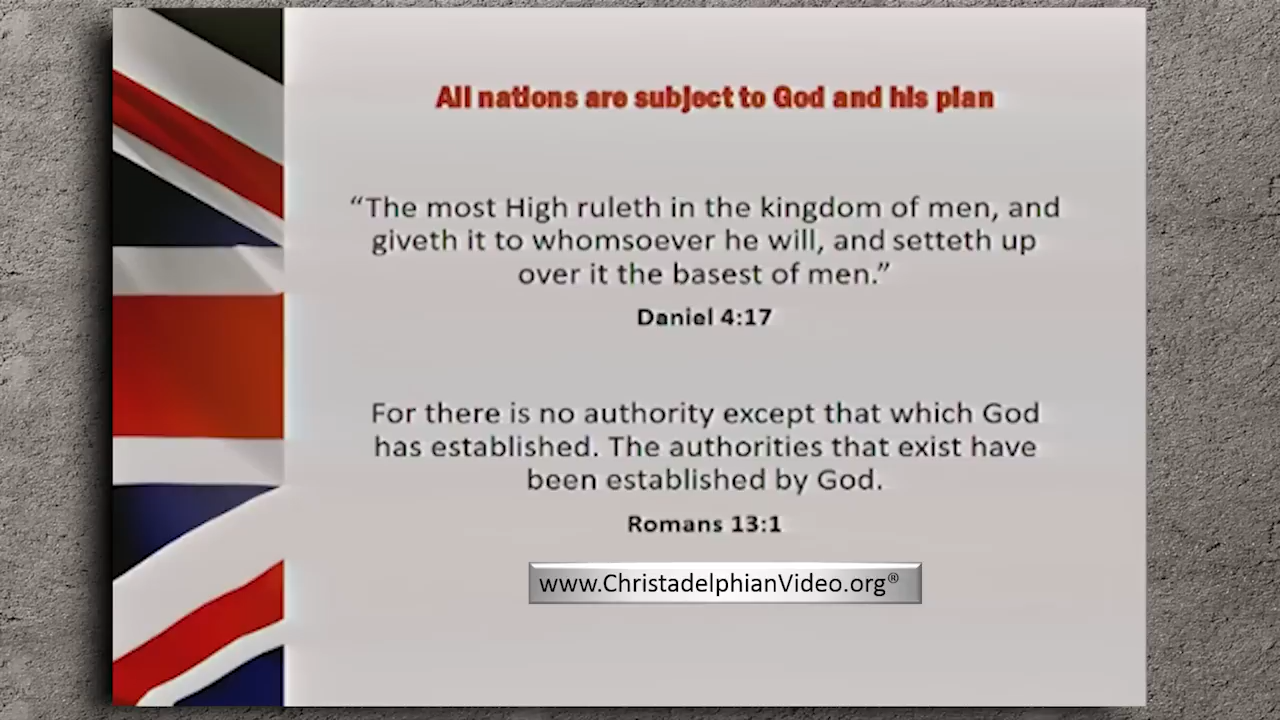 All nations are subject to God and his plan
“The most High ruleth in the kingdom of men, and
giveth it to whomsoever he will, and setteth up
over it the basest of men.”
Daniel 4:17
For there is no authority except that which God
has established. The authorities that exist have
been established by God.
Romans 13:1
www.ChristadelphianVideo.org®